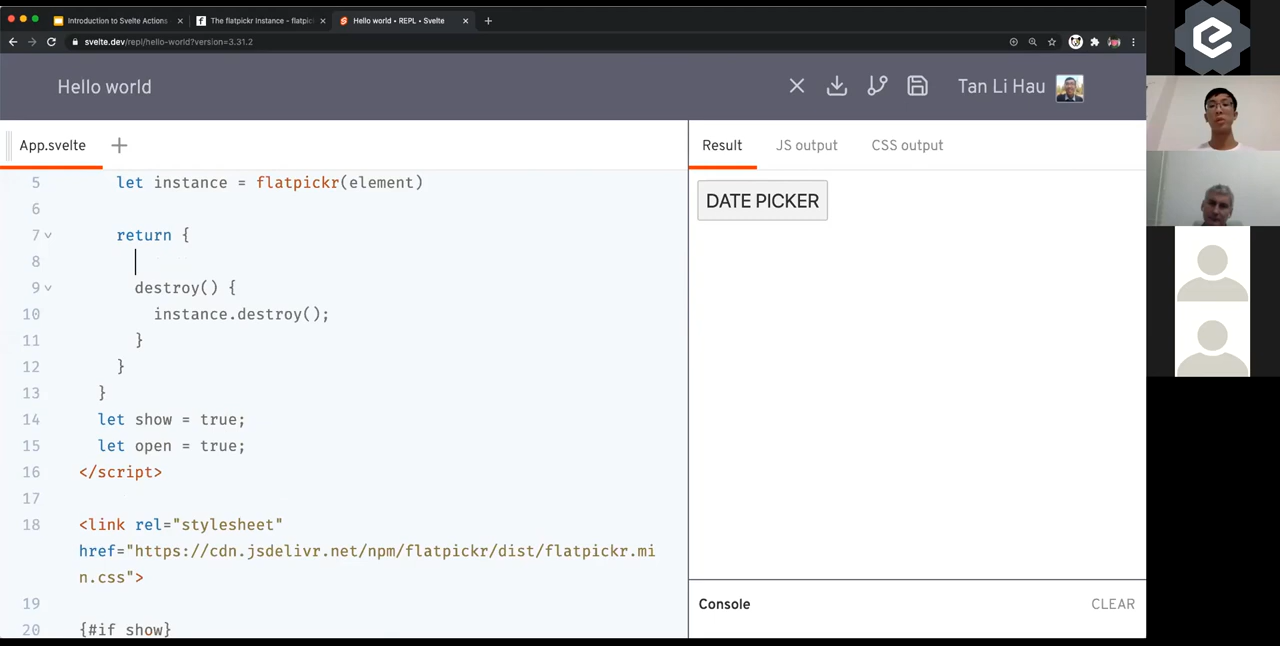 Introduction to Svelte Actions
The flatpickr Instance - flatpic
Hello world • REPL • Svelte
svelte.dev/repl/hello-world?version=3.31.2
Hello world
Tan Li Hau
App.svelte
Result
JS output
CSS output
5 let instance = flatpickr(element)
6
7 return {
8
9 destroy() {
10 instance.destroy();
11 }
12 }
13 }
14 let show = true;
15 let open = true;
16 </script>
17
18 <link rel="stylesheet"
href="https://cdn.jsdelivr.net/npm/flatpickr/dist/flatpickr.mi
n.css">
19
20 {#if show}
DATE PICKER
Console
CLEAR